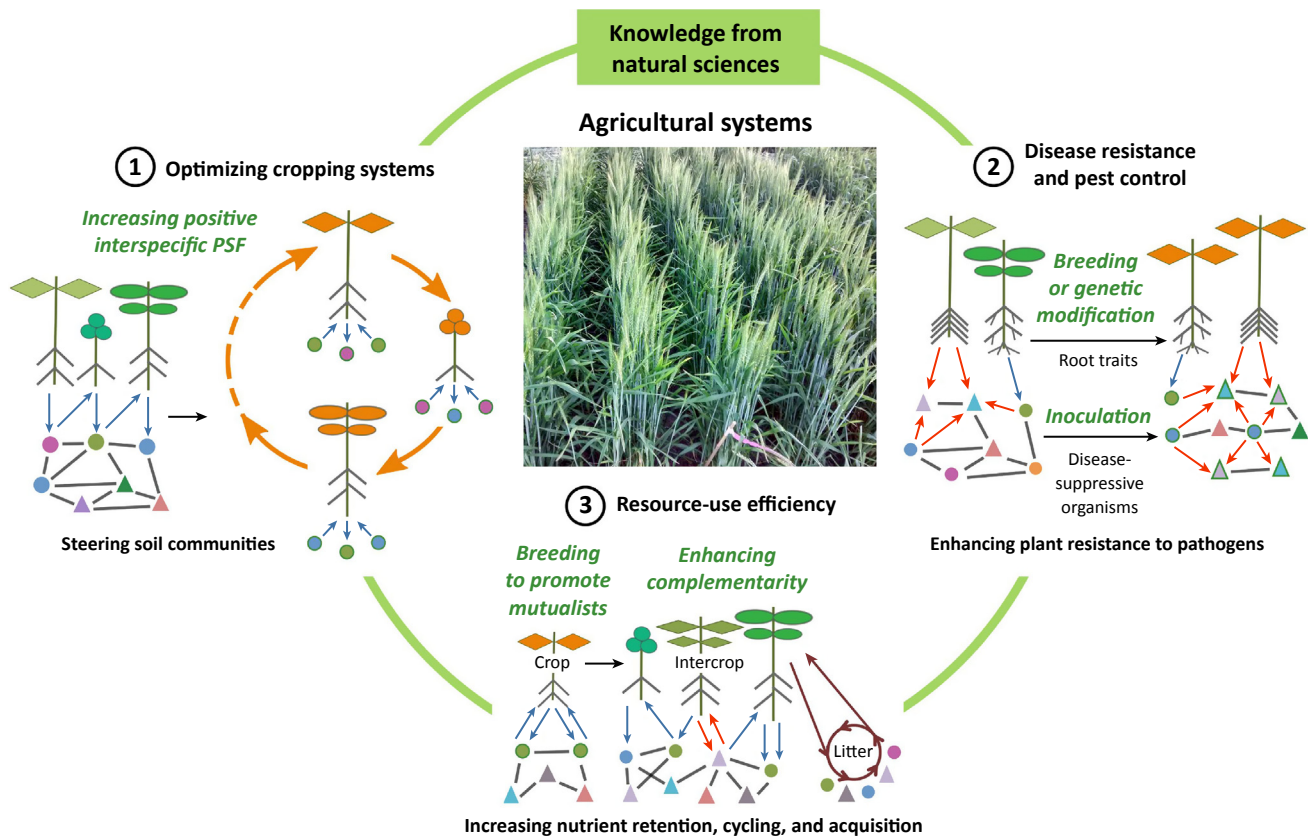 Knowledge from
natural sciences
Agricultural systems
1 Optimizing cropping systems
Increasing positive
interspecific PSF
Steering soil communities
2 Disease resistance
and pest control
Breeding
or genetic
modification
Root traits
Inoculation
Disease-
suppressive
organisms
Enhancing plant resistance to pathogens
3 Resource-use efficiency
Breeding
to promote
mutualists
Enhancing
complementarity
Crop
Intercrop
Litter
Increasing nutrient retention, cycling, and acquisition